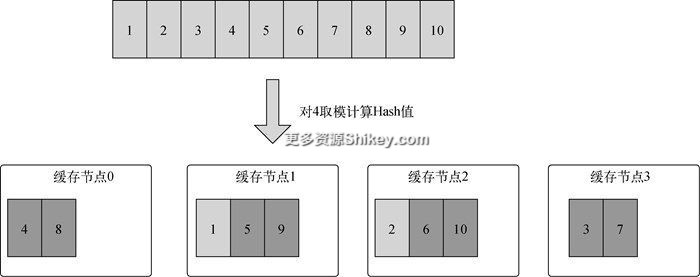 1 2 3 4 5 6 7 8 9 10
对4取模计算Hash值
更多资源Shikey.com
缓存节点0 缓存节点1 缓存节点2 缓存节点3
4 8 1 5 9 2 6 10 3 7